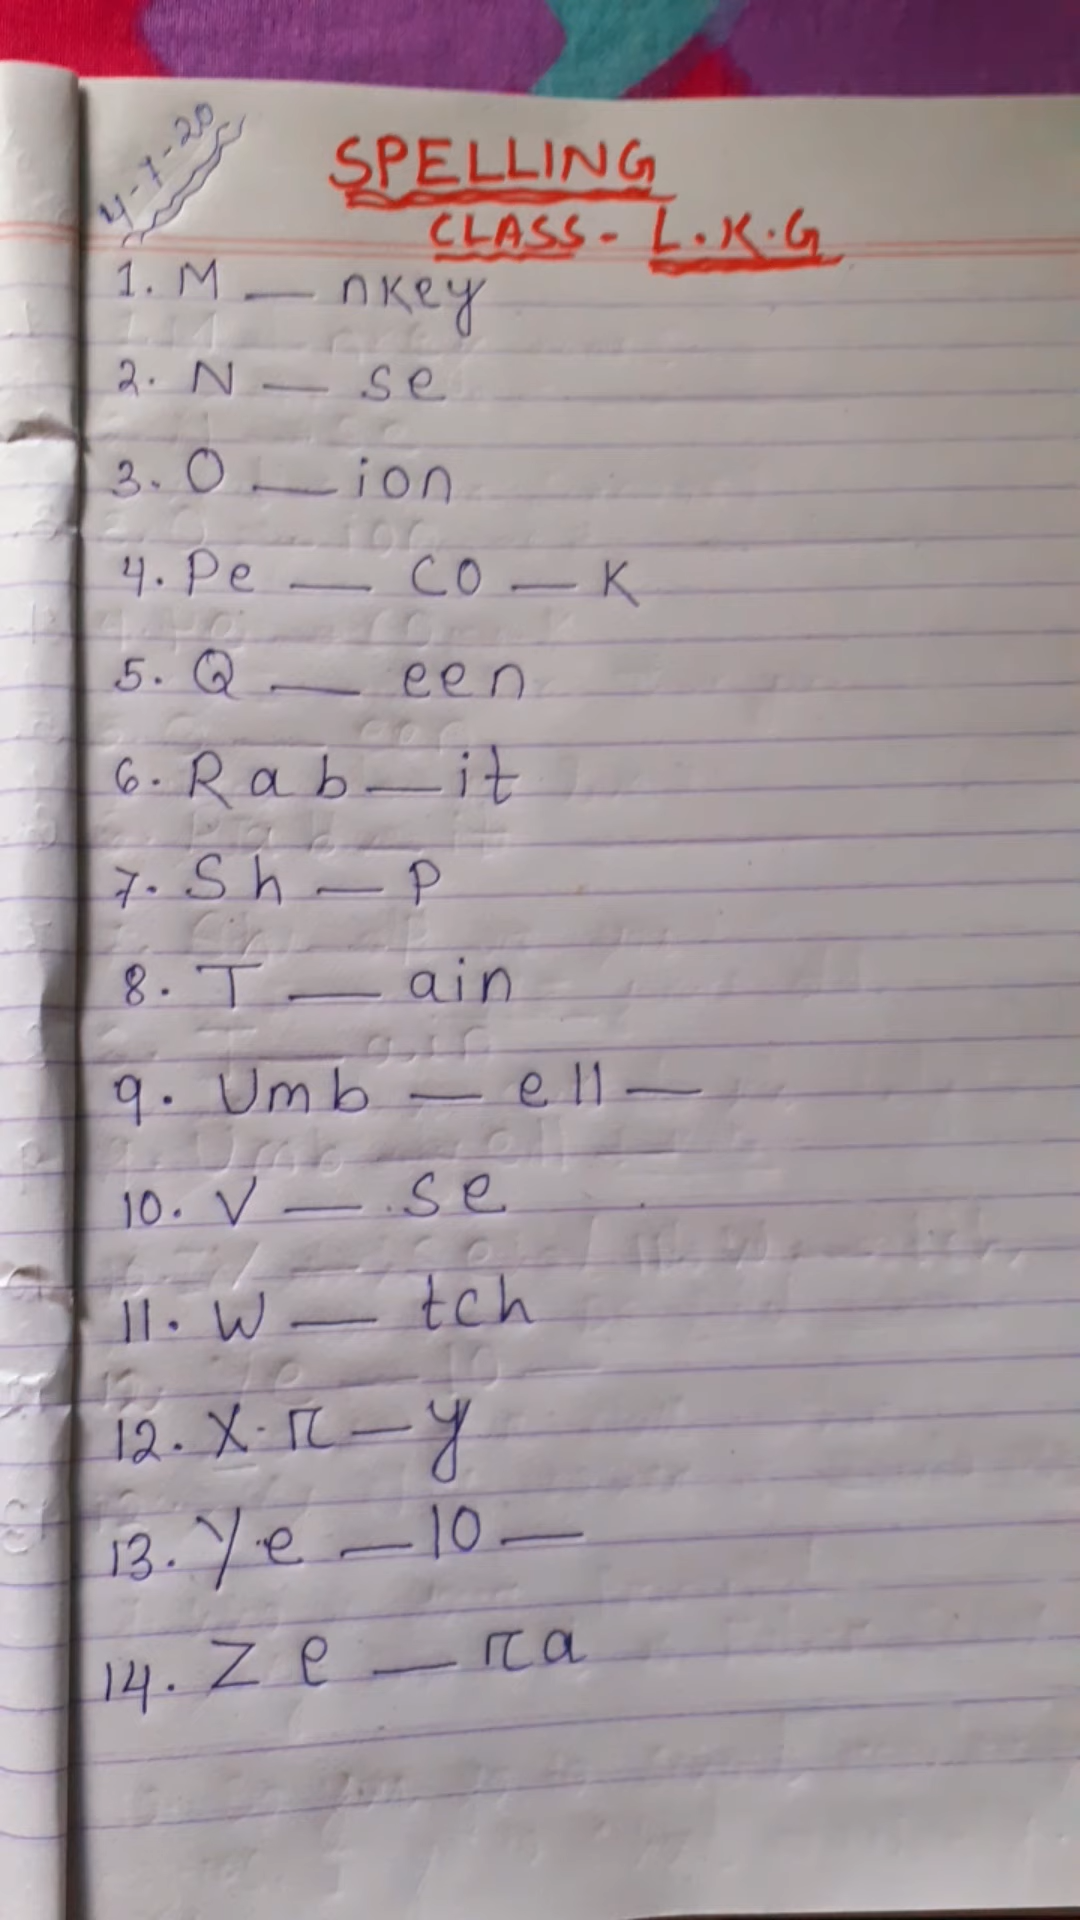 4-7-20
SPELLING
CLASS- L.K.G
1. M __ nkey
2. N __ se
3. O __ ion
4. Pe __ co __ k
5. Q __ een
6. Rab __ it
7. Sh __ p
8. T __ ain
9. Umb __ ell __
10. V __ se
11. W __ tch
12. X-r __ y
13. Ye __ lo __
14. Ze __ ra